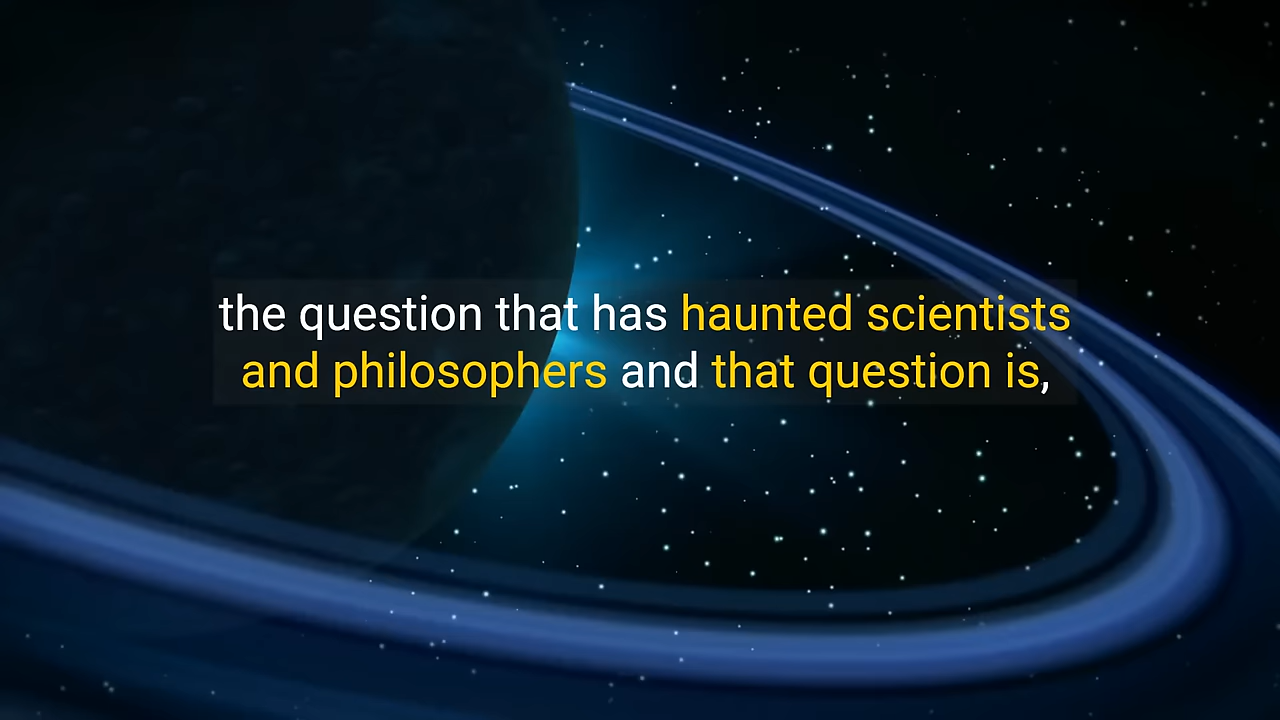 the question that has haunted scientists
and philosophers and that question is,